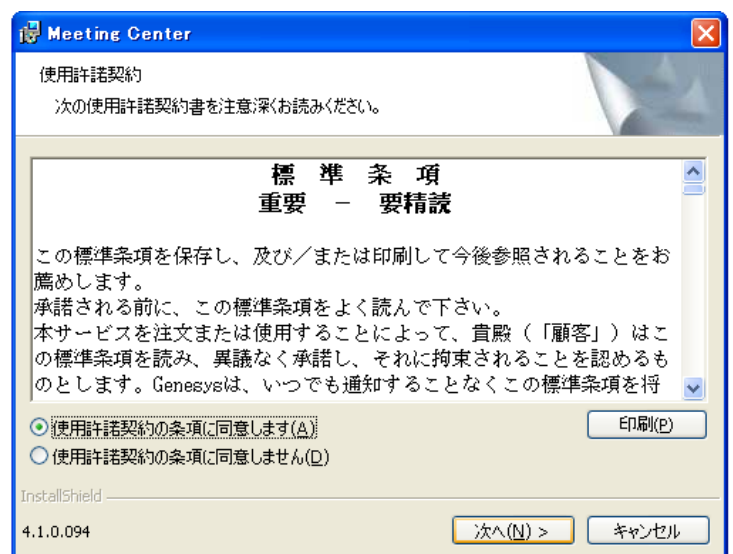 Meeting Center
使用許諾契約
次の使用許諾契約書を注意深くお読みください。
標 準 条 項
重要 － 要精読
この標準条項を保存し、及び／または印刷して今後参照されることをお
薦めします。
承諾される前に、この標準条項をよく読んで下さい。
本サービスを注文または使用することによって、貴殿（「顧客」）はこ
の標準条項を読み、異議なく承諾し、それに拘束されることを認めるも
のとします。Genesysは、いつでも通知することなくこの標準条項を将
使用許諾契約の条項に同意します(A)
印刷(P)
使用許諾契約の条項に同意しません(D)
InstallShield
4.1.0.094
次へ(N) >
キャンセル